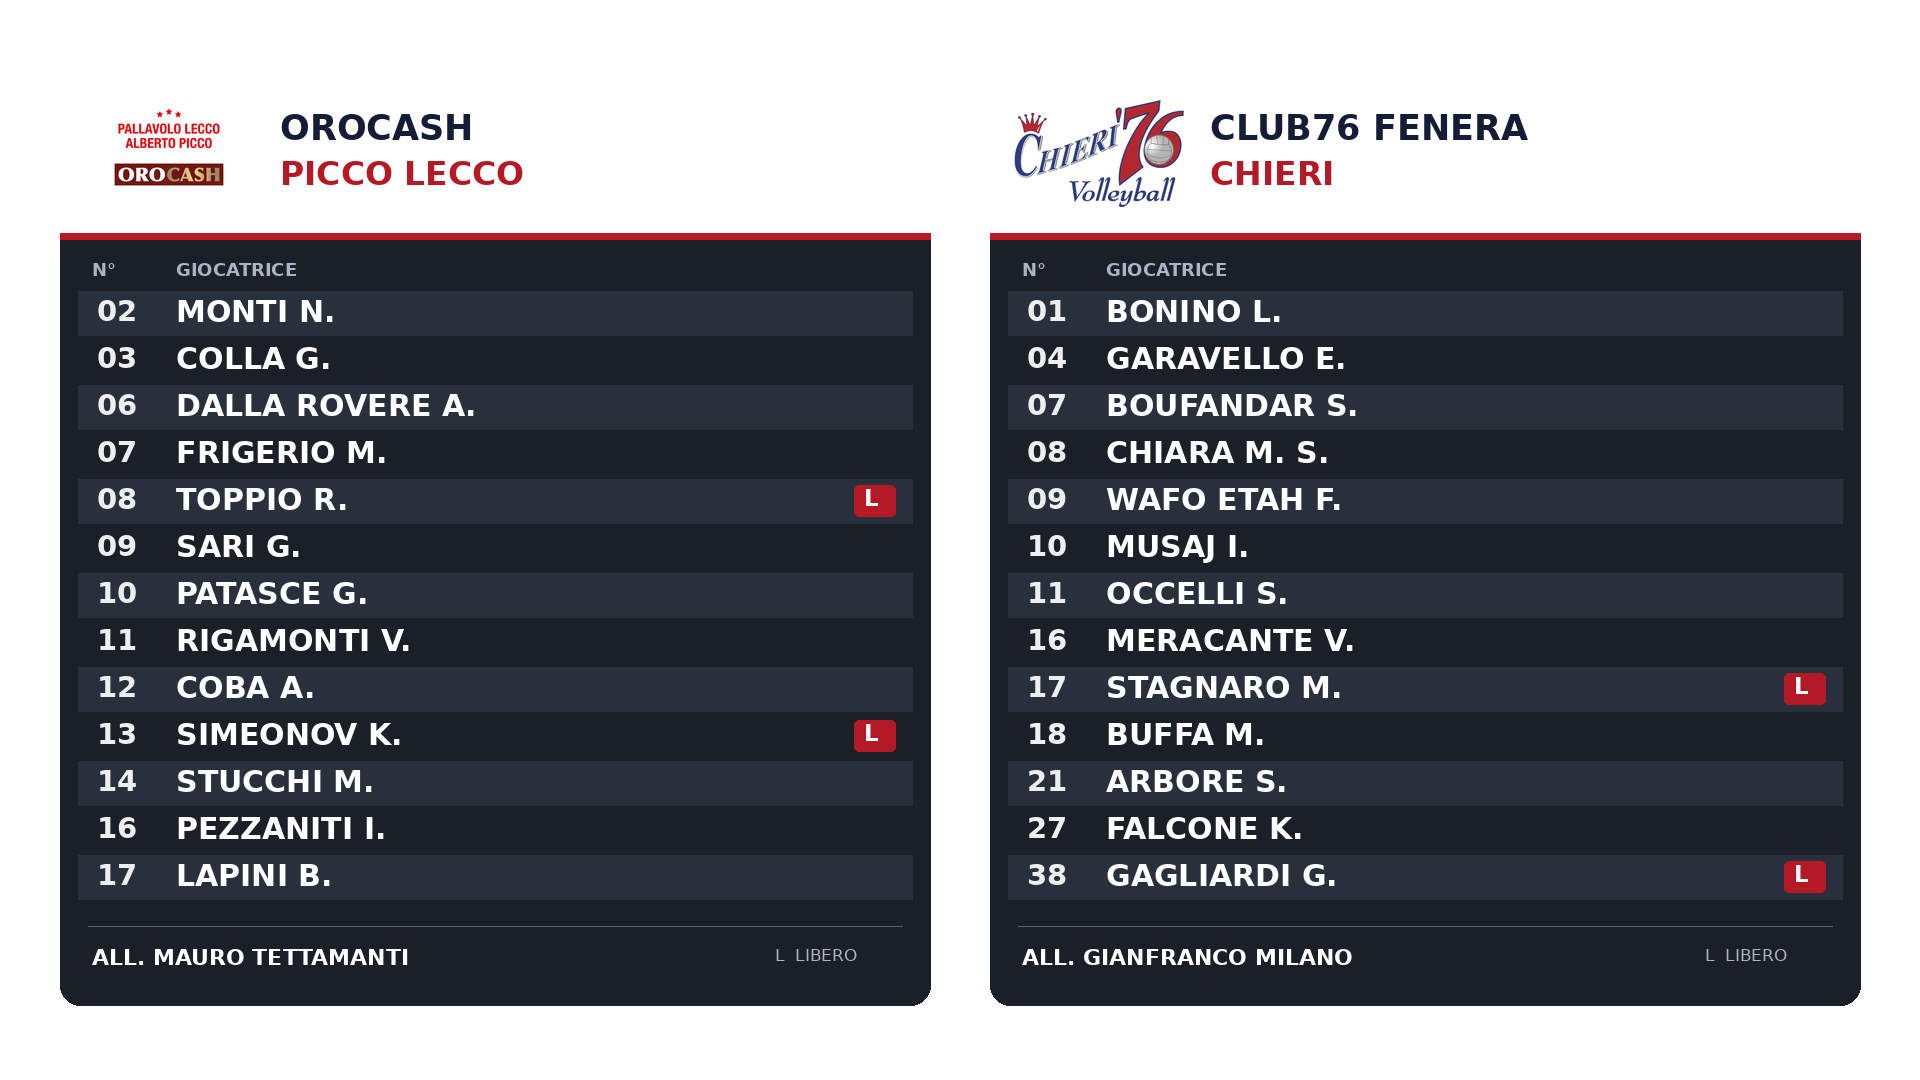 PALLAVOLO LECCO
ALBERTO PICCO
OROCASH
OROCASH
PICCO LECCO
N° GIOCATRICE
02 MONTI N.
03 COLLA G.
06 DALLA ROVERE A.
07 FRIGERIO M.
08 TOPPIO R. L
09 SARI G.
10 PATASCE G.
11 RIGAMONTI V.
12 COBA A.
13 SIMEONOV K. L
14 STUCCHI M.
16 PEZZANITI I.
17 LAPINI B.
ALL. MAURO TETTAMANTI L LIBERO
CHIERI'76
Volleyball
CLUB76 FENERA
CHIERI
N° GIOCATRICE
01 BONINO L.
04 GARAVELLO E.
07 BOUFANDAR S.
08 CHIARA M. S.
09 WAFO ETAH F.
10 MUSAJ I.
11 OCCELLI S.
16 MERACANTE V.
17 STAGNARO M. L
18 BUFFA M.
21 ARBORE S.
27 FALCONE K.
38 GAGLIARDI G. L
ALL. GIANFRANCO MILANO L LIBERO